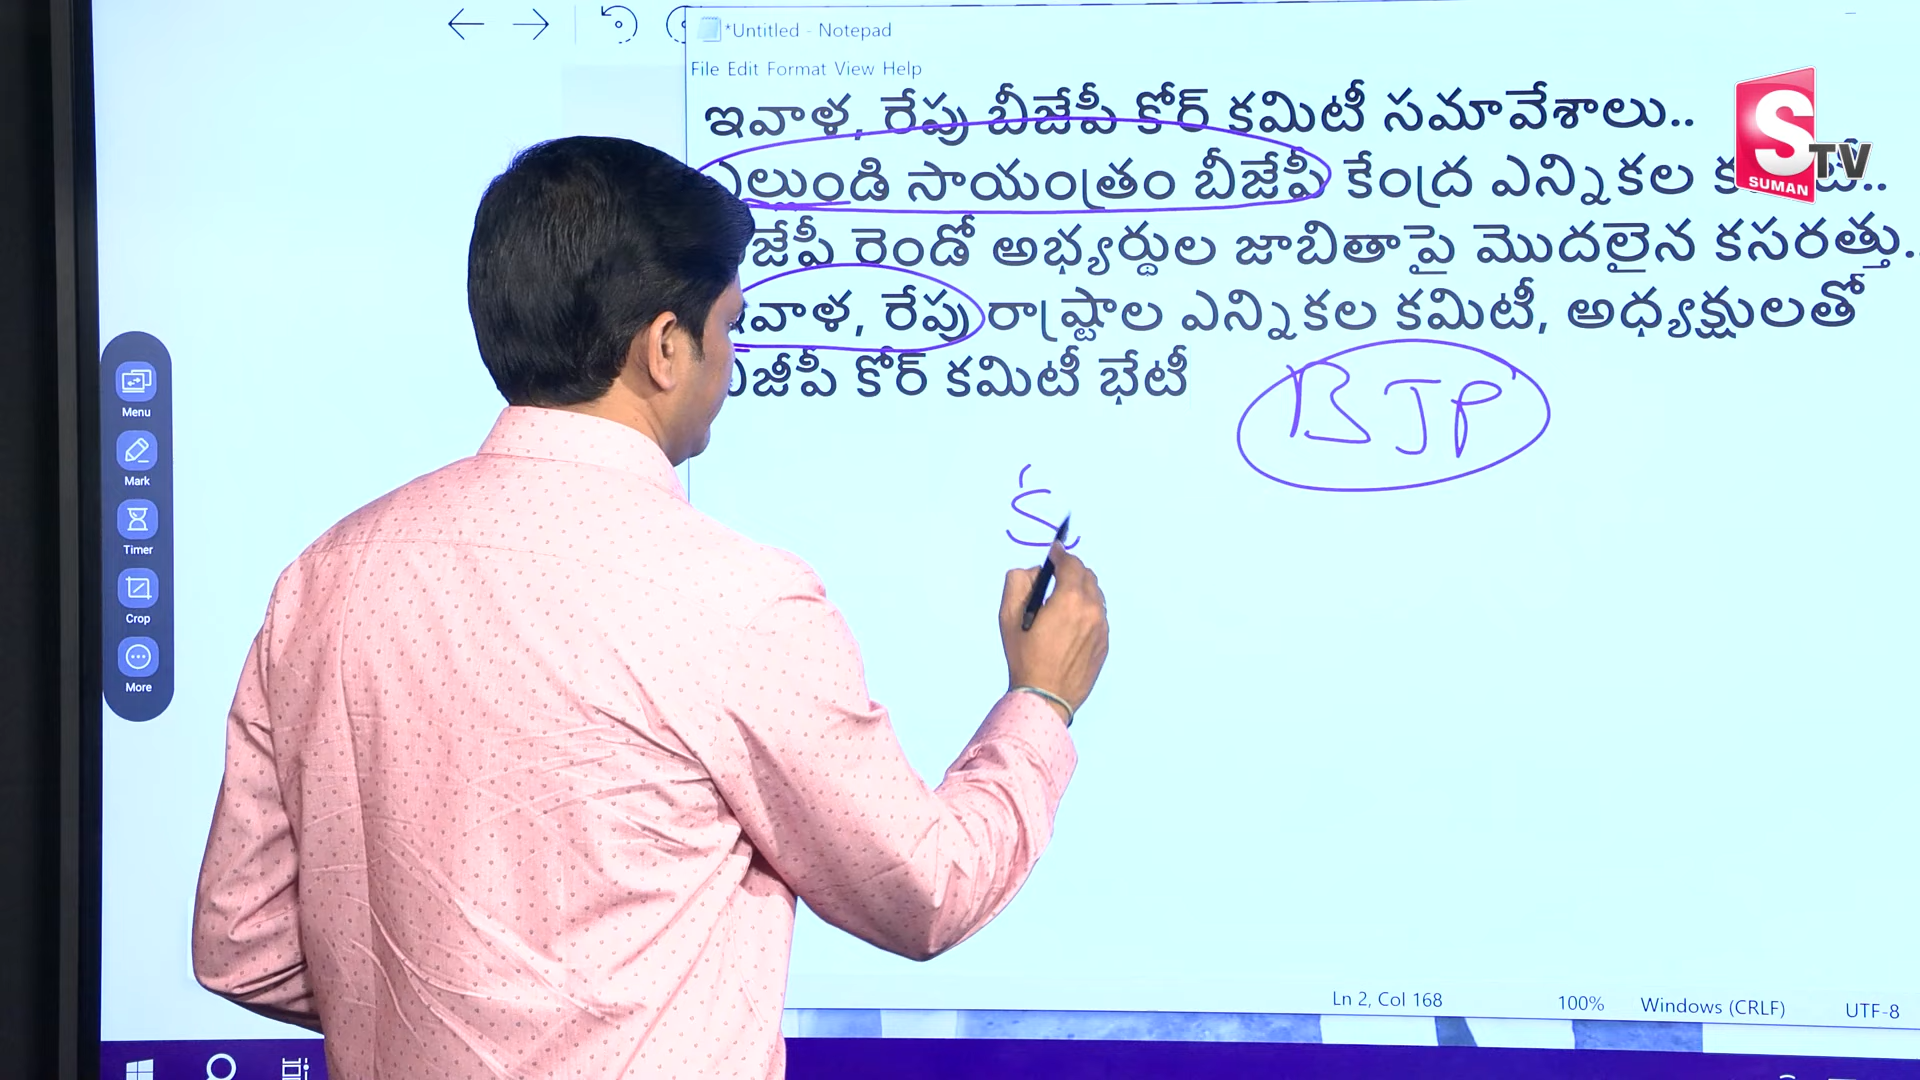 *Untitled - Notepad
File Edit Format View Help
ఇవాళ, రేపు బీజేపీ కోర్ కమిటీ సమావేశాలు..
సాయంత్రం బీజేపీ కేంద్ర ఎన్నికల
రెండో అభ్యర్థుల జాబితాపై మొదలైన కసరత్తు..
రేపు రాష్ట్రాల ఎన్నికల కమిటీ, అధ్యక్షులతో
కోర్ కమిటీ భేటీ
BJP
S
SUMAN
TV
Menu
Mark
Timer
Crop
More
Ln 2, Col 168
100%
Windows (CRLF)
UTF-8